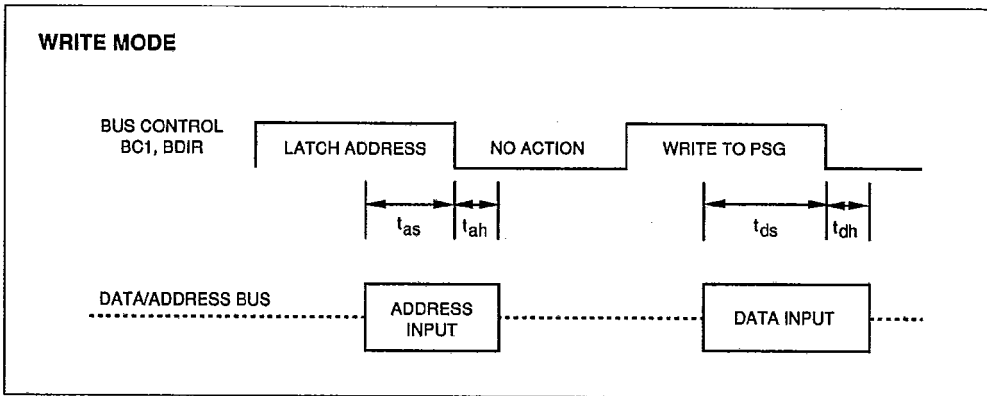 WRITE MODE
BUS CONTROL
BC1, BDIR
LATCH ADDRESS
NO ACTION
WRITE TO PSG
tas
tah
tds
tdh
DATA/ADDRESS BUS
ADDRESS
INPUT
DATA INPUT